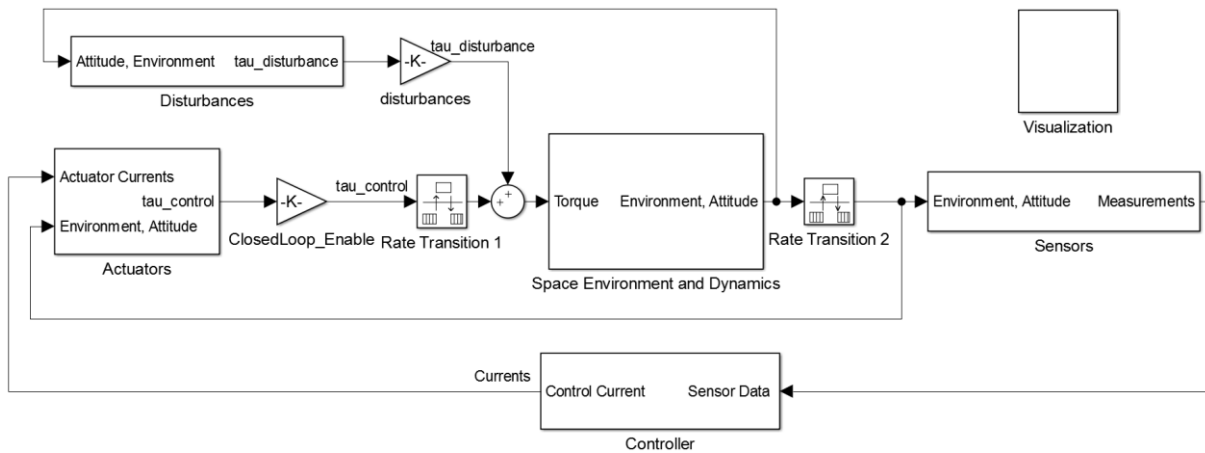 tau_disturbance
Attitude, Environment
tau_disturbance
-K-
Disturbances
disturbances
Visualization
Actuator Currents
tau_control
Environment, Attitude
Actuators
-K-
ClosedLoop_Enable
tau_control
Rate Transition 1
+
+
Torque
Environment, Attitude
Space Environment and Dynamics
Rate Transition 2
Environment, Attitude
Measurements
Sensors
Currents
Control Current
Sensor Data
Controller